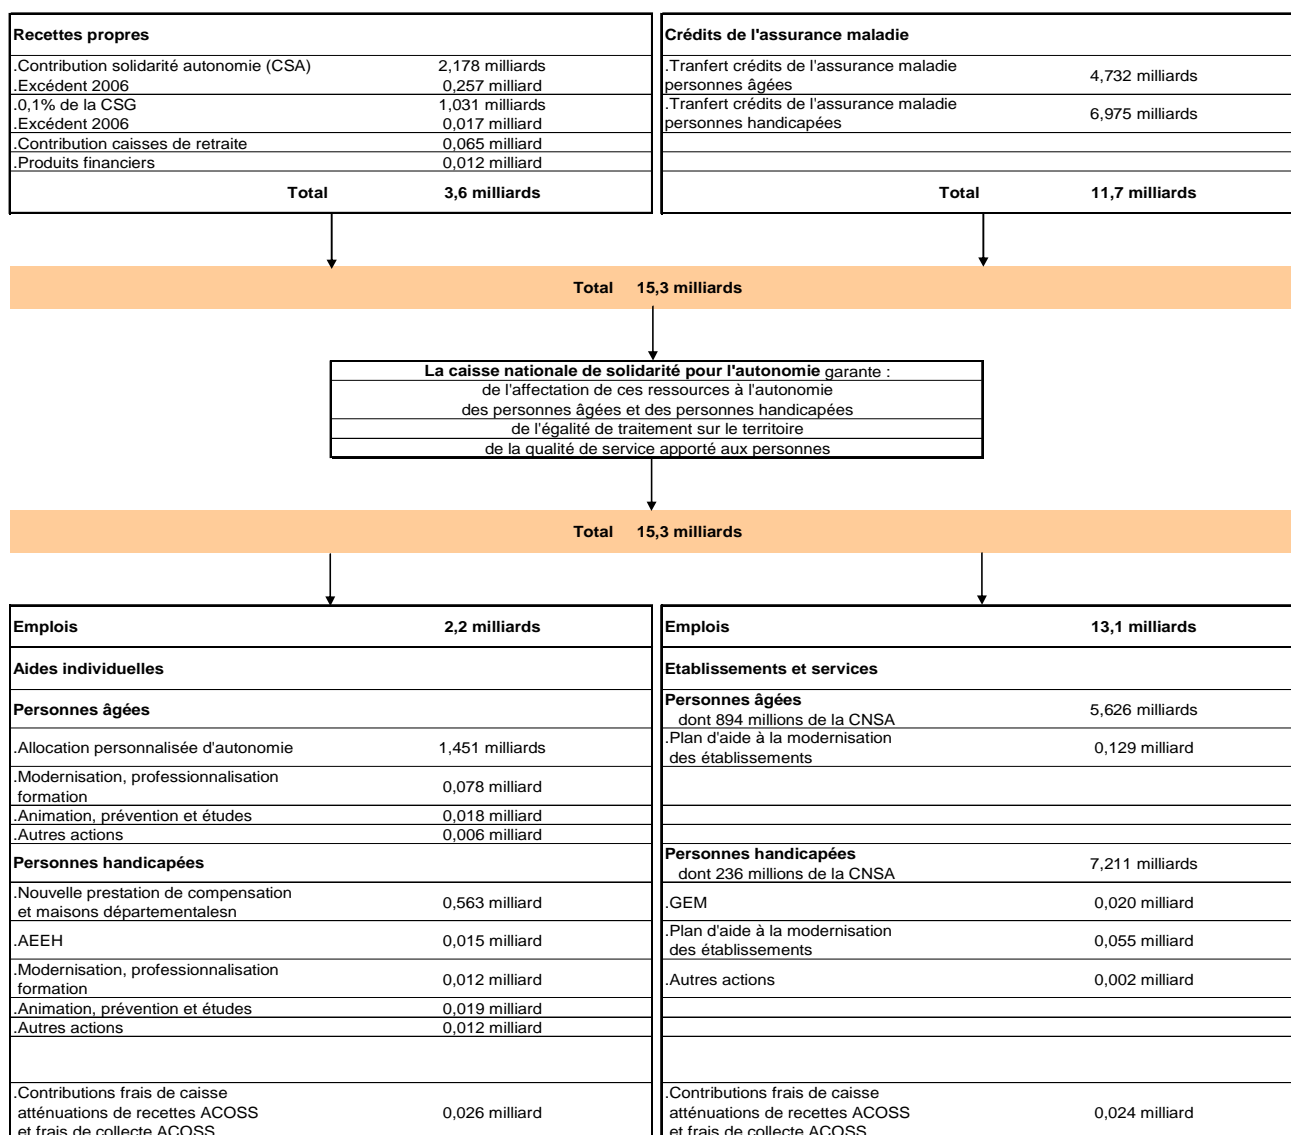 Recettes propres
.Contribution solidarité autonomie (CSA) 2,178 milliards
.Excédent 2006 0,257 milliard
.0,1% de la CSG 1,031 milliards
.Excédent 2006 0,017 milliard
.Contribution caisses de retraite 0,065 milliard
.Produits financiers 0,012 milliard
Total 3,6 milliards
Crédits de l'assurance maladie
.Tranfert crédits de l'assurance maladie
personnes âgées 4,732 milliards
.Tranfert crédits de l'assurance maladie
personnes handicapées 6,975 milliards
Total 11,7 milliards
Total 15,3 milliards
La caisse nationale de solidarité pour l'autonomie garante :
de l'affectation de ces ressources à l'autonomie
des personnes âgées et des personnes handicapées
de l'égalité de traitement sur le territoire
de la qualité de service apporté aux personnes
Total 15,3 milliards
Emplois 2,2 milliards
Aides individuelles
Personnes âgées
.Allocation personnalisée d'autonomie 1,451 milliards
.Modernisation, professionnalisation
formation 0,078 milliard
.Animation, prévention et études 0,018 milliard
.Autres actions 0,006 milliard
Personnes handicapées
.Nouvelle prestation de compensation
et maisons départementalesn 0,563 milliard
.AEEH 0,015 milliard
.Modernisation, professionnalisation
formation 0,012 milliard
.Animation, prévention et études 0,019 milliard
.Autres actions 0,012 milliard
.Contributions frais de caisse
atténuations de recettes ACOSS 0,026 milliard
et frais de collecte ACOSS
Emplois 13,1 milliards
Etablissements et services
Personnes âgées
dont 894 millions de la CNSA 5,626 milliards
.Plan d'aide à la modernisation
des établissements 0,129 milliard
Personnes handicapées
dont 236 millions de la CNSA 7,211 milliards
.GEM 0,020 milliard
.Plan d'aide à la modernisation
des établissements 0,055 milliard
.Autres actions 0,002 milliard
.Contributions frais de caisse
atténuations de recettes ACOSS 0,024 milliard
et frais de collecte ACOSS